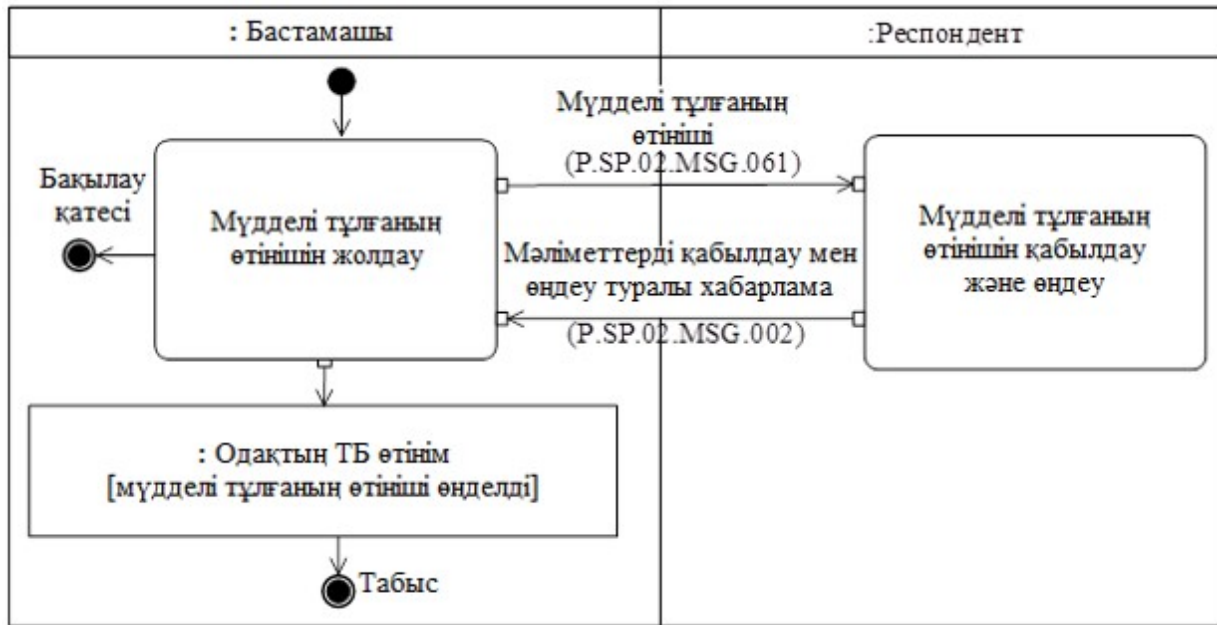 : Бастамашы
:Респондент
Мүдделі тұлғаның
өтініші
(P.SP.02.MSG.061)
Бақылау
қатесі
Мүдделі тұлғаның
өтінішін жолдау
Мүдделі тұлғаның
өтінішін қабылдау
және өңдеу
Мәліметтерді қабылдау мен
өңдеу туралы хабарлама
(P.SP.02.MSG.002)
: Одақтың ТБ өтінім
[мүдделі тұлғаның өтініші өңделді]
Табыс